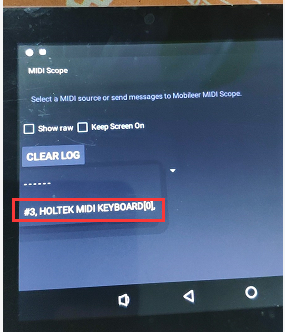 MIDI Scope
Select a MIDI source or send messages to Mobileer MIDI Scope.
Show raw
Keep Screen On
CLEAR LOG
------
#3, HOLTEK MIDI KEYBOARD[0],